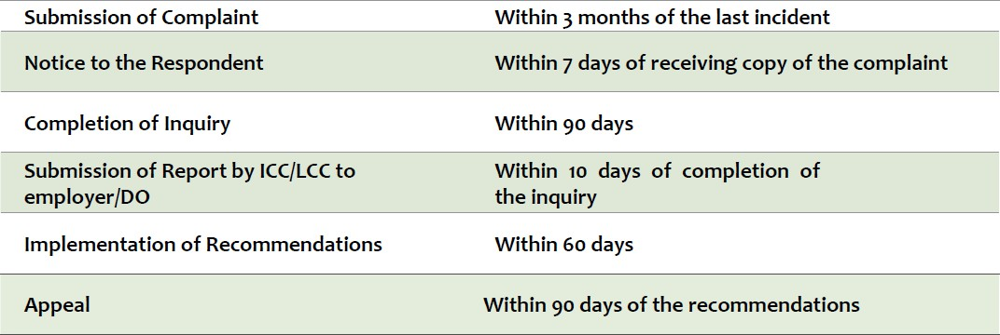 Submission of Complaint Within 3 months of the last incident
Notice to the Respondent Within 7 days of receiving copy of the complaint
Completion of Inquiry Within 90 days
Submission of Report by ICC/LCC to
employer/DO
Within 10 days of completion of
the inquiry
Implementation of Recommendations Within 60 days
Appeal Within 90 days of the recommendations